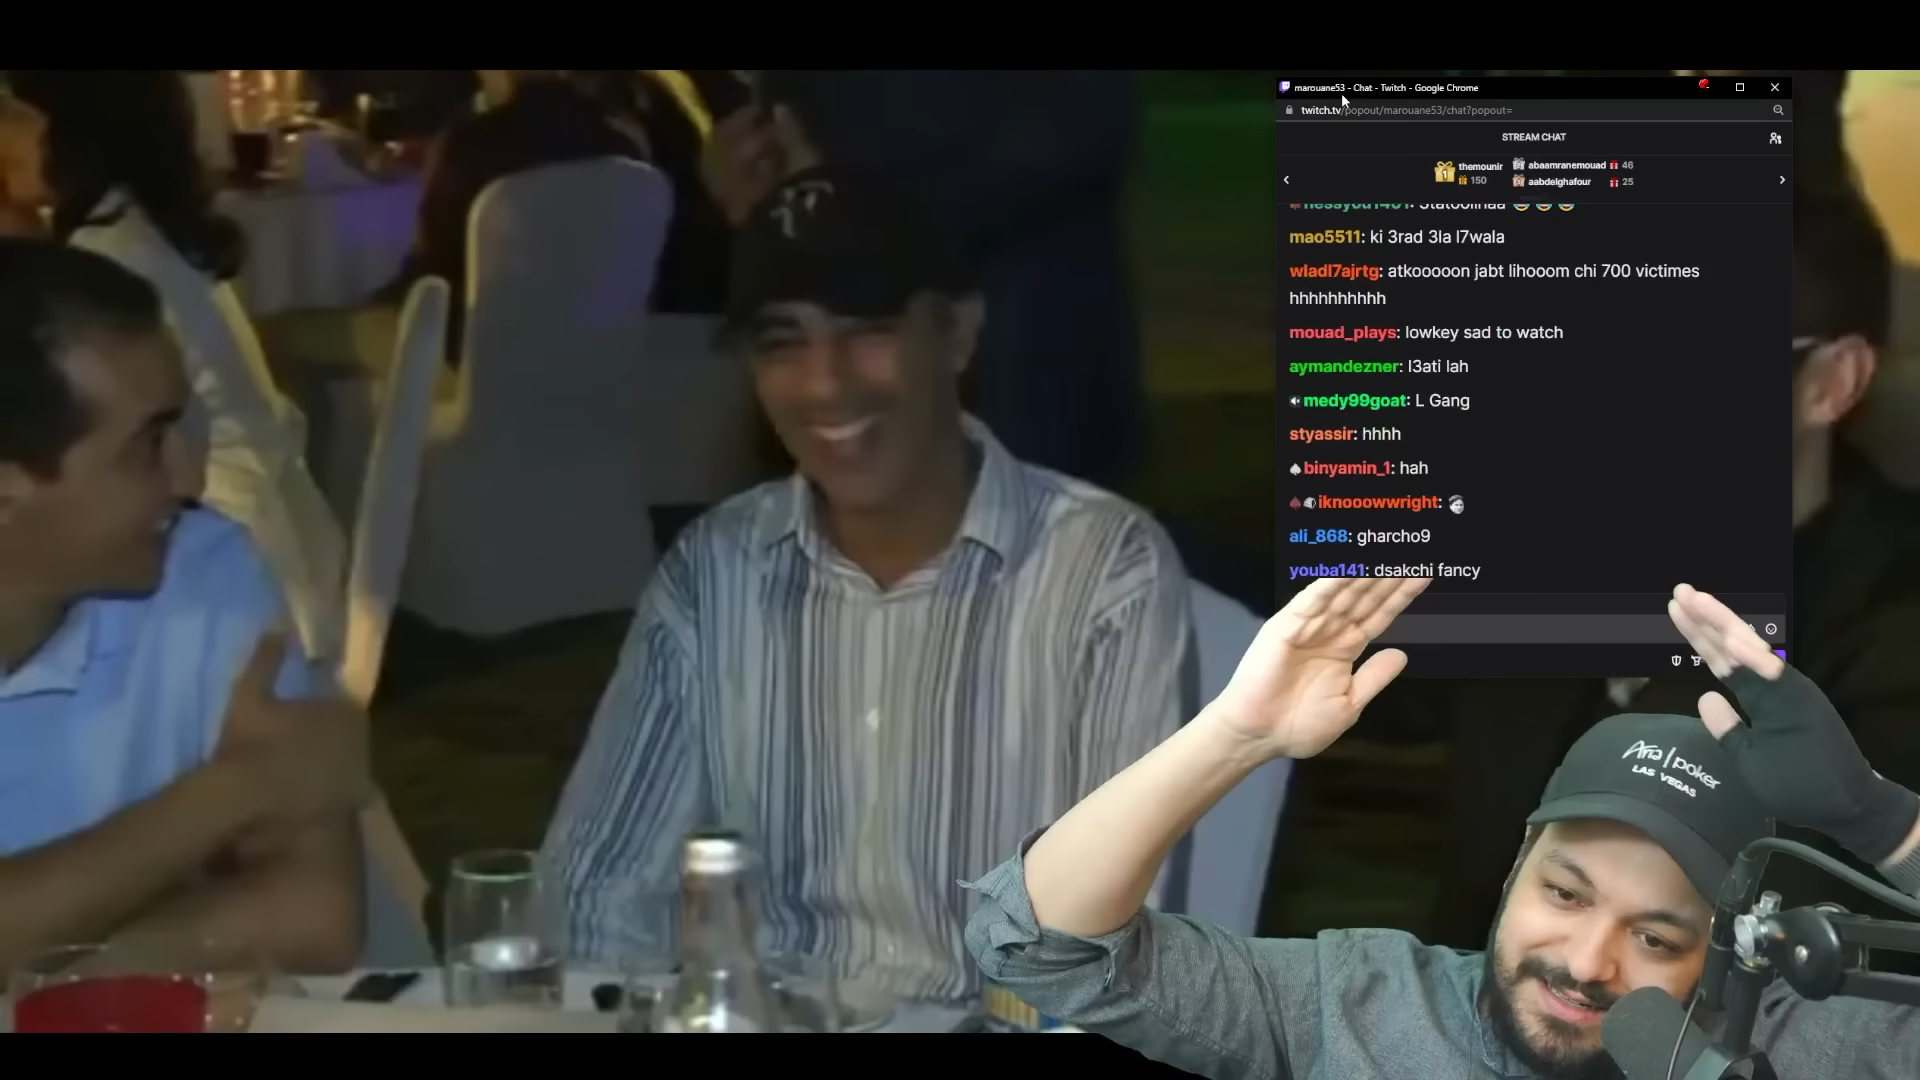 marouane53 - Chat - Twitch - Google Chrome
twitch.tv/popout/marouane53/chat?popout=
STREAM CHAT
1 themounir 150
abaamranemouad 46
aabdelghafour 25
mao5511: ki 3rad 3la l7wala
wladl7ajrtg: atkooooon jabt lihooom chi 700 victimes
hhhhhhhhhh
mouad_plays: lowkey sad to watch
aymandezner: l3ati lah
medy99goat: L Gang
styassir: hhhh
binyamin_1: hah
iknooowwright:
ali_868: gharcho9
youba141: dsakchi fancy
Aria | poker
LAS VEGAS